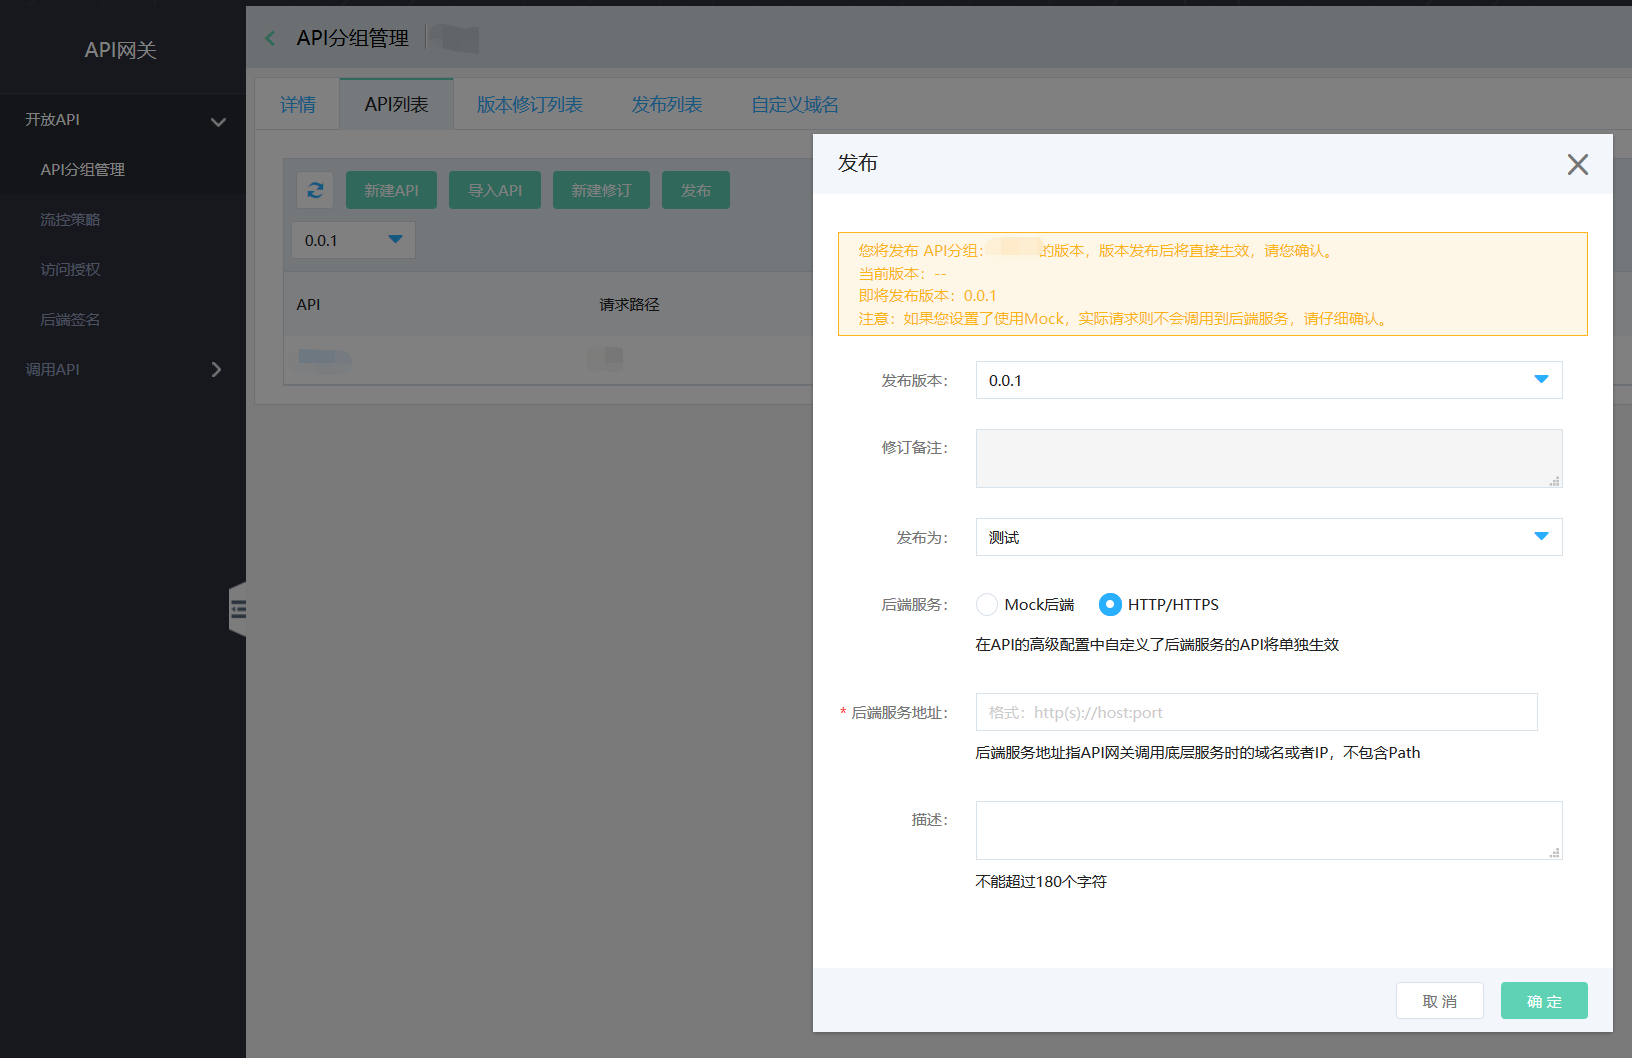 API网关
开放API
API分组管理
流控策略
访问授权
后端签名
调用API
API分组管理
详情
API列表
版本修订列表
发布列表
自定义域名
新建API
导入API
新建修订
发布
0.0.1
API
请求路径
发布
您将发布 API分组：
的版本，版本发布后将直接生效，请您确认。
当前版本：--
即将发布版本：0.0.1
注意：如果您设置了使用Mock，实际请求则不会调用到后端服务，请仔细确认。
发布版本：
0.0.1
修订备注：
发布为：
测试
后端服务：
Mock后端
HTTP/HTTPS
在API的高级配置中自定义了后端服务的API将单独生效
* 后端服务地址：
格式：http(s)://host:port
后端服务地址指API网关调用底层服务时的域名或者IP，不包含Path
描述：
不能超过180个字符
取 消
确 定